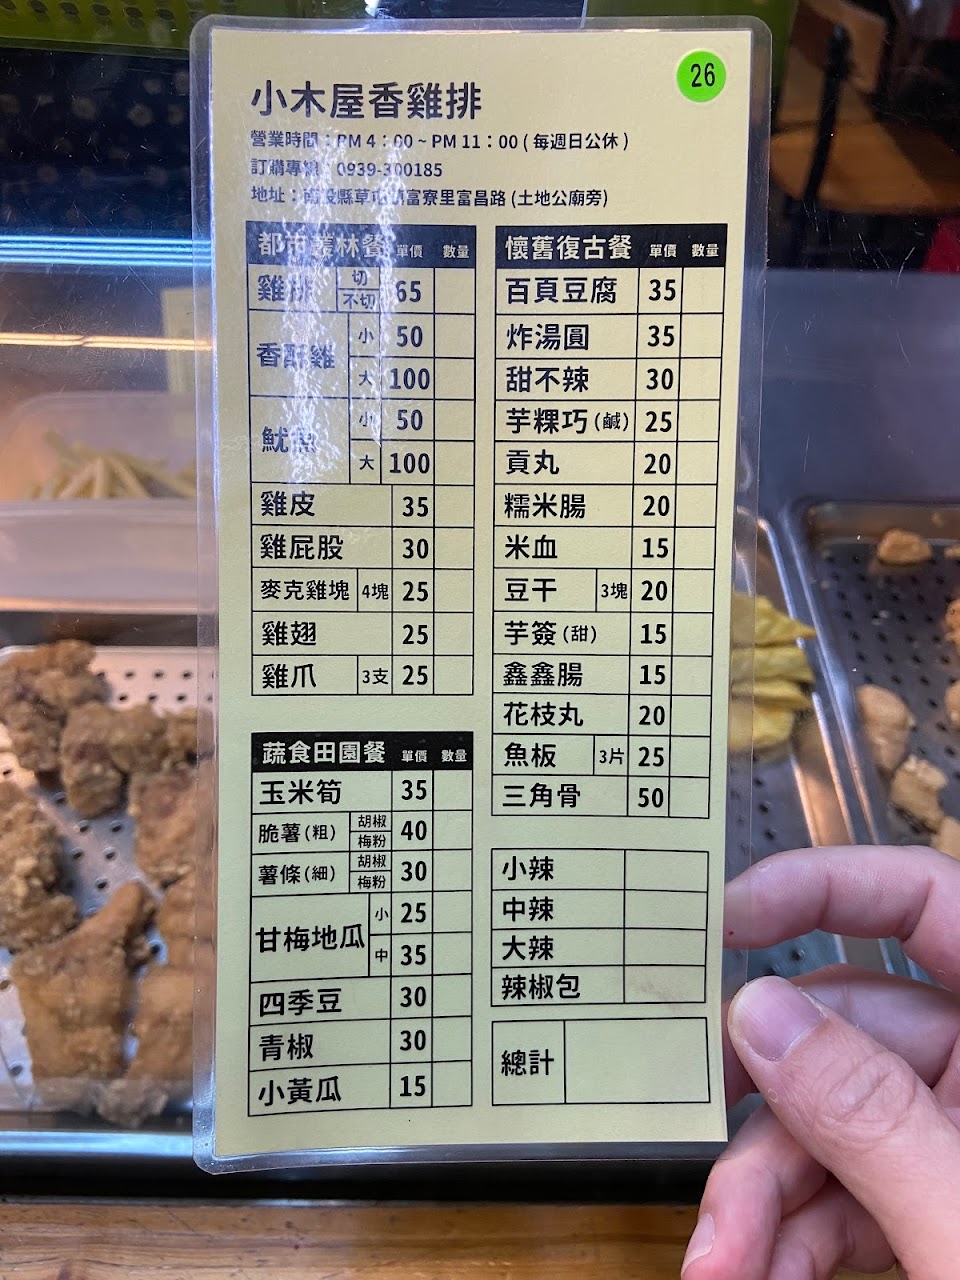 26
小木屋香雞排
營業時間：PM 4：00 ~ PM 11：00 ( 每週日公休 )
訂購專線 0939-300185
地址：南投縣草屯鎮富寮里富昌路 (土地公廟旁)
都市叢林餐 單價 數量
雞排 切 不切 65
香酥雞 小 50
大 100
魷魚 小 50
大 100
雞皮 35
雞屁股 30
麥克雞塊 4塊 25
雞翅 25
雞爪 3支 25
蔬食田園餐 單價 數量
玉米筍 35
脆薯(粗) 胡椒 梅粉 40
薯條(細) 胡椒 梅粉 30
甘梅地瓜 小 25
中 35
四季豆 30
青椒 30
小黃瓜 15
懷舊復古餐 單價 數量
百頁豆腐 35
炸湯圓 35
甜不辣 30
芋粿巧(鹹) 25
貢丸 20
糯米腸 20
米血 15
豆干 3塊 20
芋簽(甜) 15
鑫鑫腸 15
花枝丸 20
魚板 3片 25
三角骨 50
小辣
中辣
大辣
辣椒包
總計